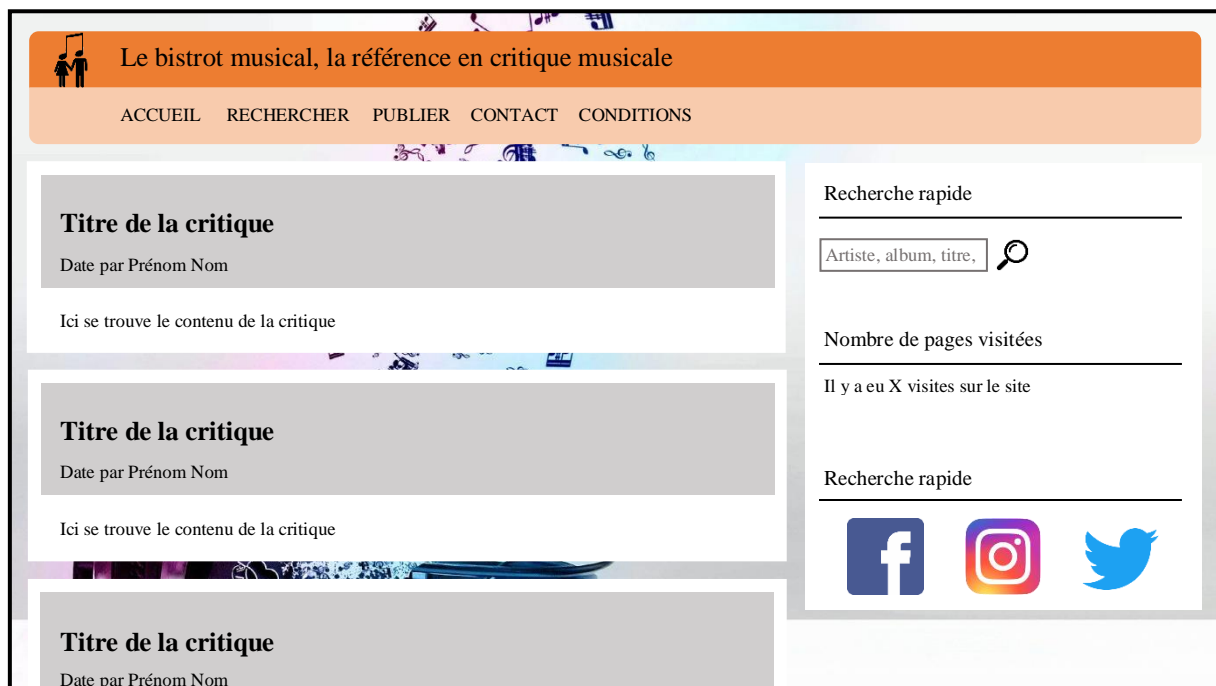 Le bistrot musical, la référence en critique musicale
ACCUEIL RECHERCHER PUBLIER CONTACT CONDITIONS
Titre de la critique
Date par Prénom Nom
Ici se trouve le contenu de la critique
Titre de la critique
Date par Prénom Nom
Ici se trouve le contenu de la critique
Titre de la critique
Date par Prénom Nom
Recherche rapide
Artiste, album, titre,
Nombre de pages visitées
Il y a eu X visites sur le site
Recherche rapide